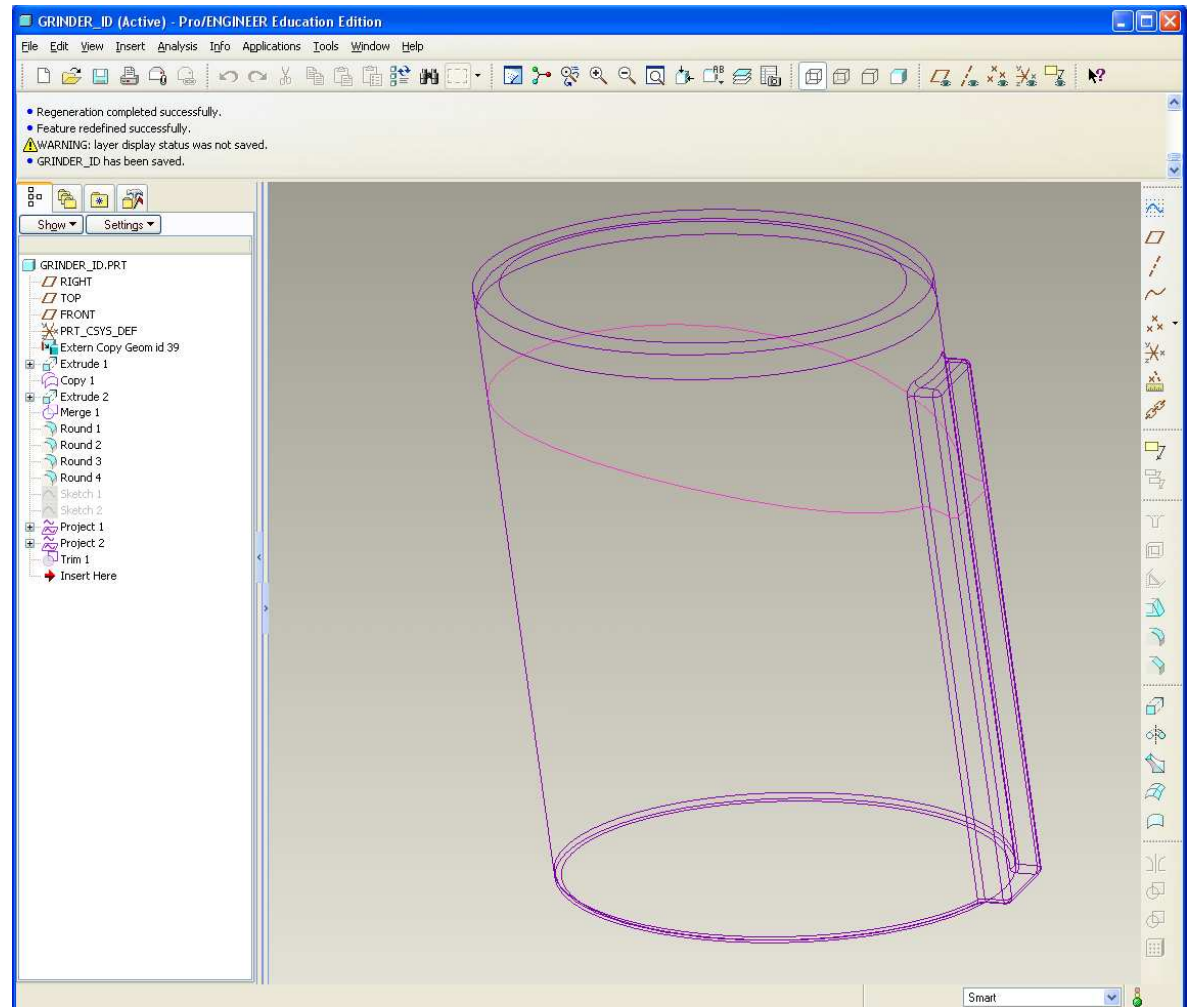 GRINDER_ID (Active) - Pro/ENGINEER Education Edition
File Edit View Insert Analysis Info Applications Tools Window Help
• Regeneration completed successfully.
• Feature redefined successfully.
WARNING: layer display status was not saved.
• GRINDER_ID has been saved.
Show Settings
GRINDER_ID.PRT
RIGHT
TOP
FRONT
PRT_CSYS_DEF
Extern Copy Geom id 39
Extrude 1
Copy 1
Extrude 2
Merge 1
Round 1
Round 2
Round 3
Round 4
Sketch 1
Sketch 2
Project 1
Project 2
Trim 1
Insert Here
Smart